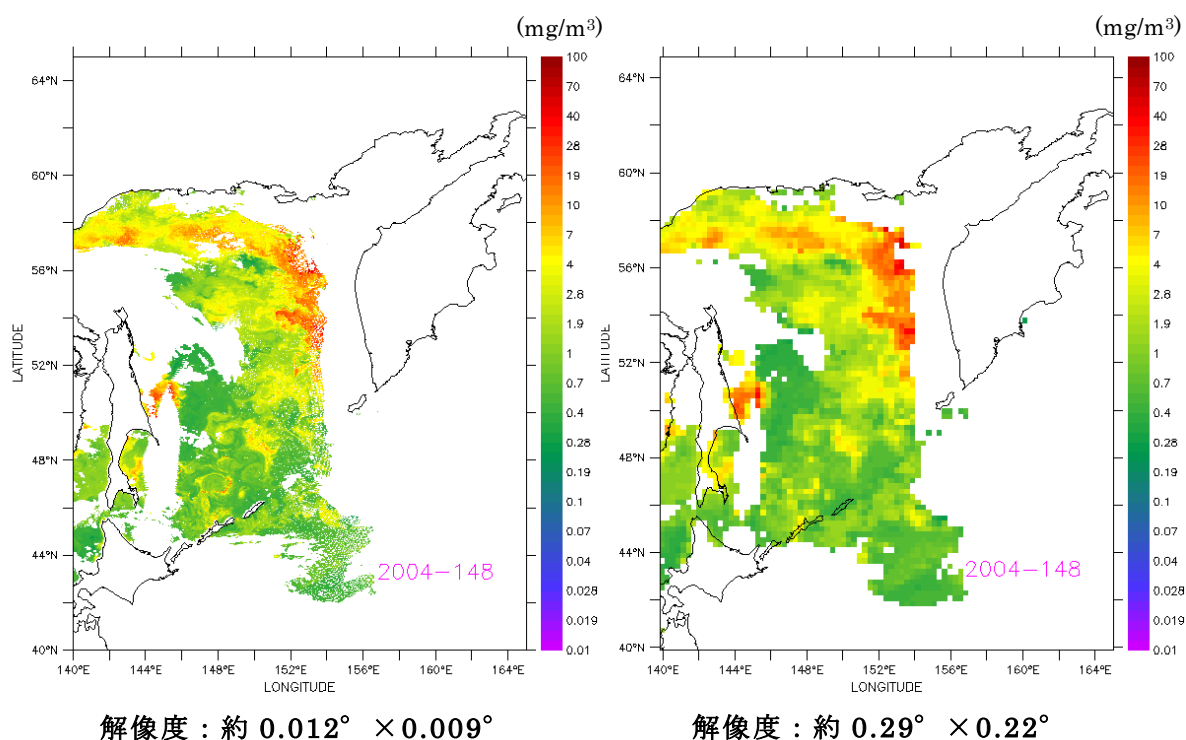 (mg/m³)
64°N
60°N
56°N
52°N
48°N
44°N
40°N
LATITUDE
140°E
144°E
148°E
152°E
156°E
160°E
164°E
LONGITUDE
2004-148
100
70
40
28
19
10
7
4
2.8
1.9
1
0.7
0.4
0.28
0.19
0.1
0.07
0.04
0.028
0.019
0.01
解像度：約 0.012° ×0.009°
(mg/m³)
64°N
60°N
56°N
52°N
48°N
44°N
40°N
LATITUDE
140°E
144°E
148°E
152°E
156°E
160°E
164°E
LONGITUDE
2004-148
100
70
40
28
19
10
7
4
2.8
1.9
1
0.7
0.4
0.28
0.19
0.1
0.07
0.04
0.028
0.019
0.01
解像度：約 0.29° ×0.22°